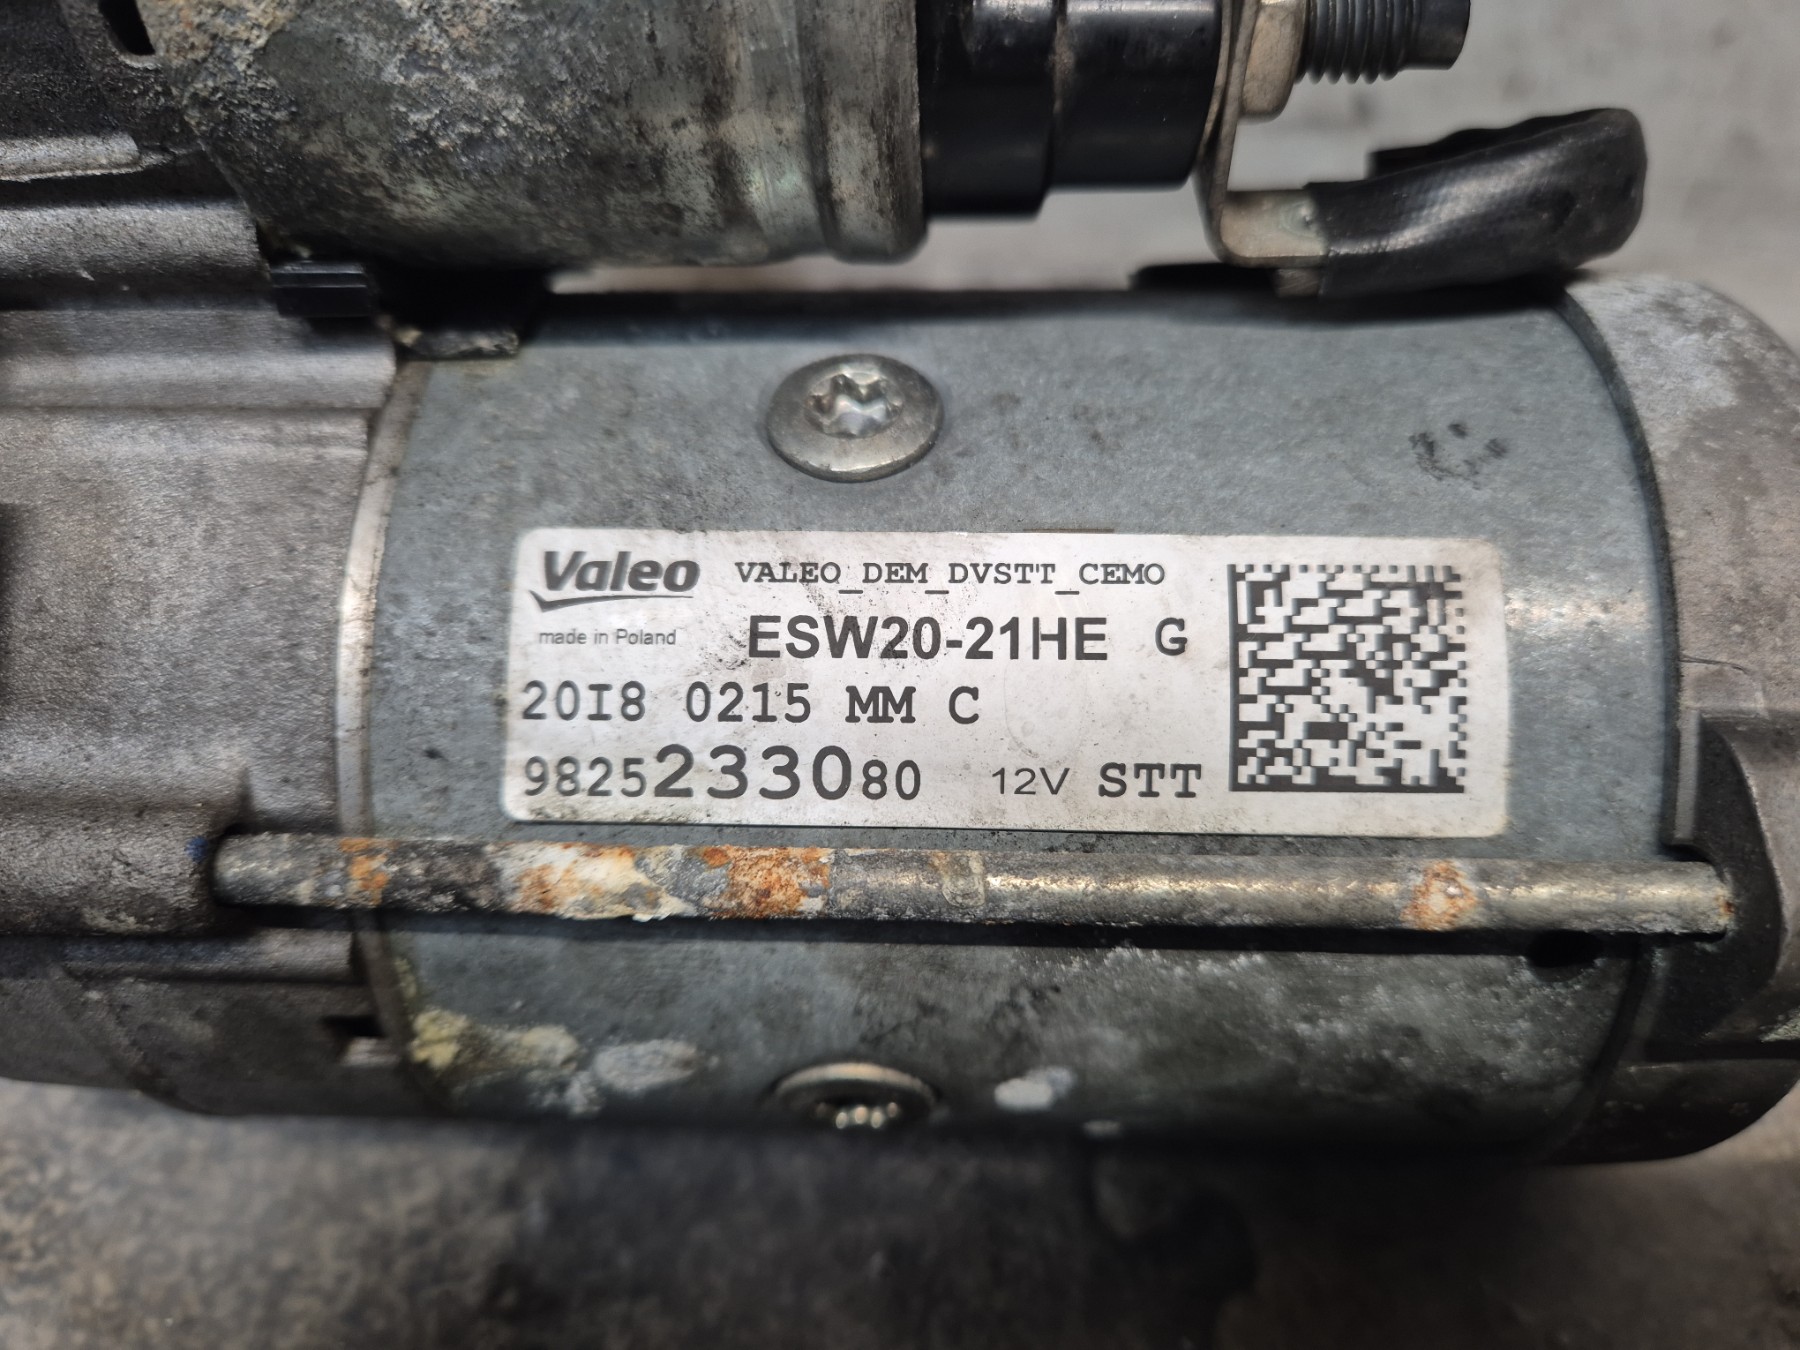 Valeo VALEO_DEM_DVSTT_CEMO
made in Poland ESW20-21HE G
20I8 0215 MM C
9825233080 12V STT